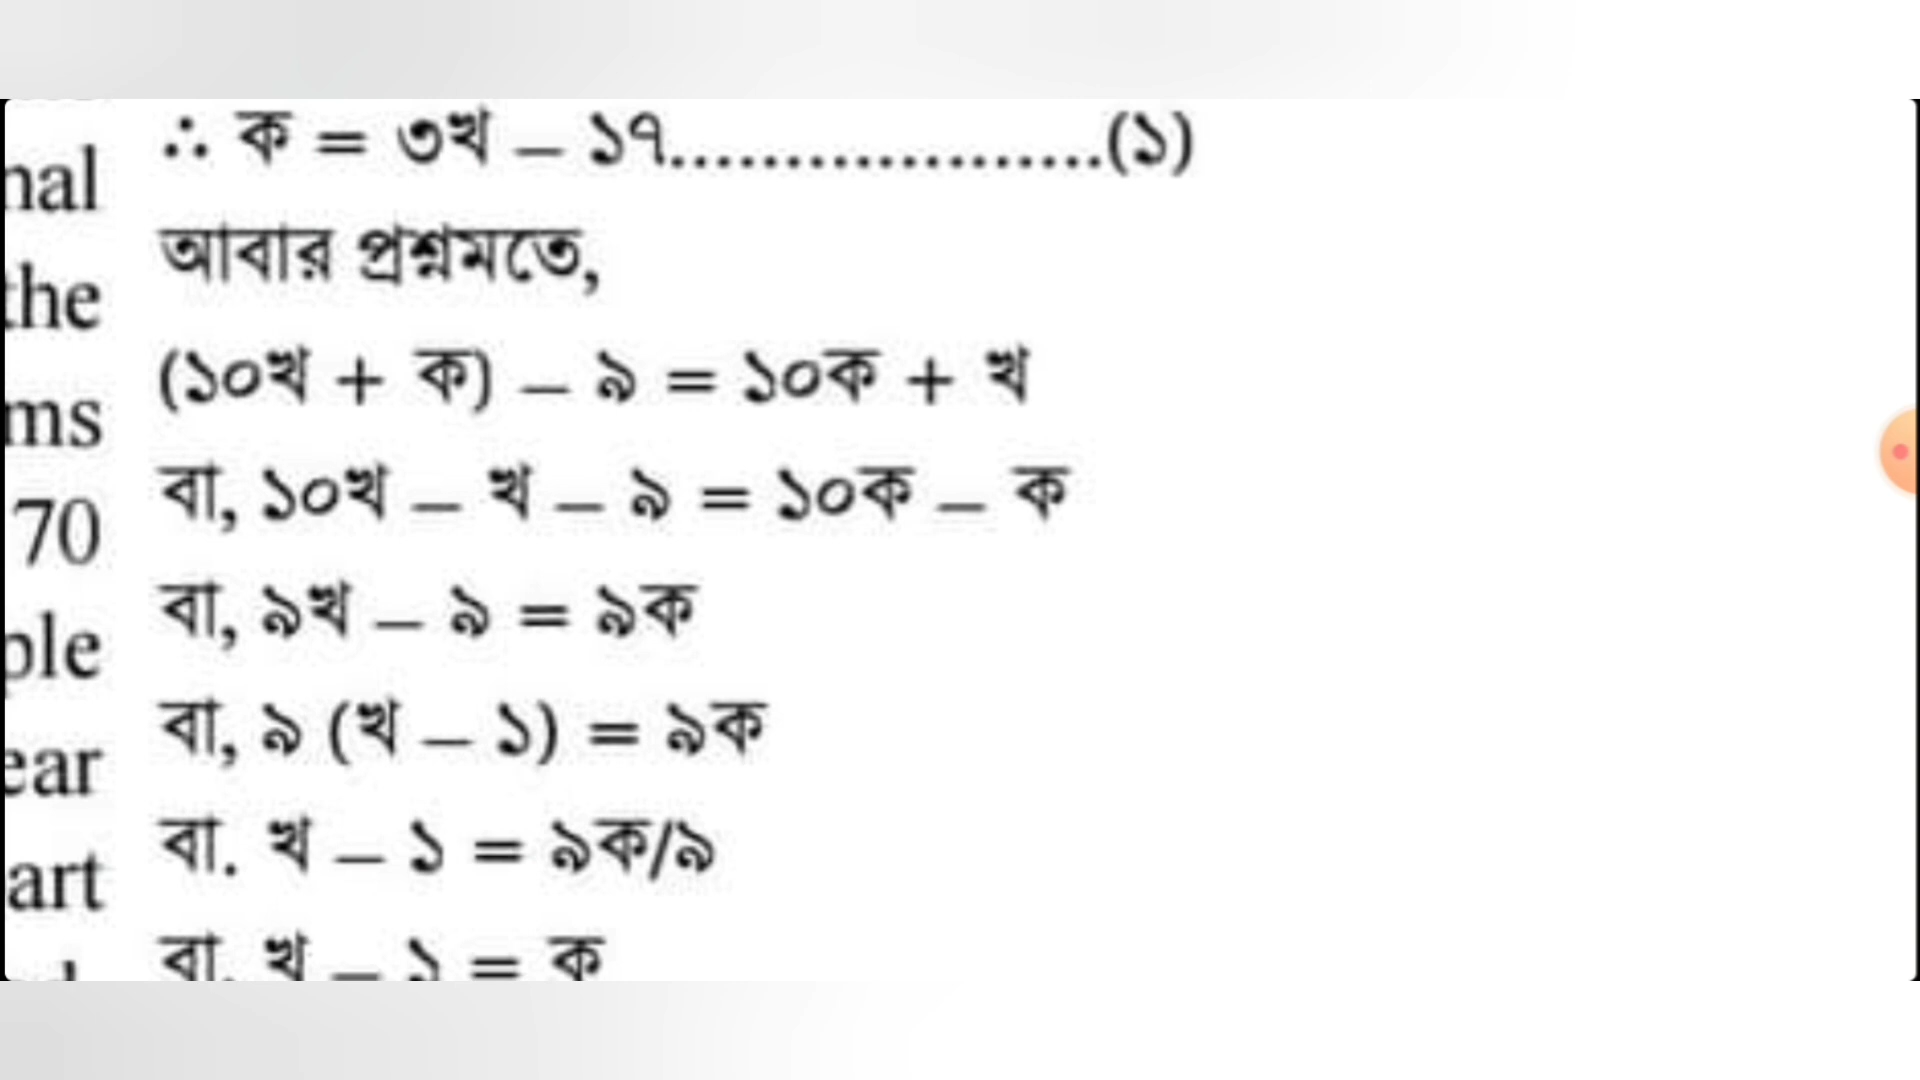 nal
the
ms
70
ple
ear
art
∴ ক = ৩খ – ১৭...................(১)
আবার প্রশ্নমতে,
(১০খ + ক) – ৯ = ১০ক + খ
বা, ১০খ – খ – ৯ = ১০ক – ক
বা, ৯খ – ৯ = ৯ক
বা, ৯ (খ – ১) = ৯ক
বা. খ – ১ = ৯ক/৯
বা. খ – ১ = ক